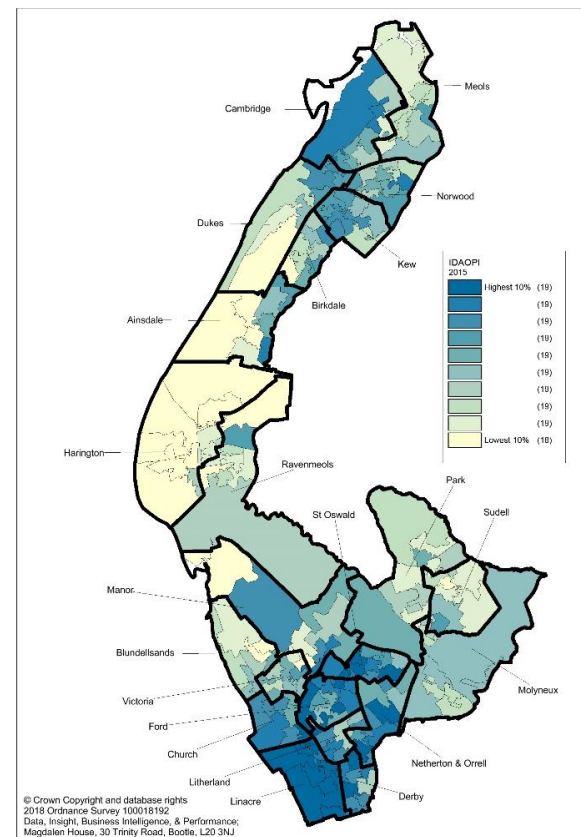 Meols
Cambridge
Norwood
Dukes
Kew
IDAOPI
2015
Highest 10% (19)
(19)
(19)
(19)
(19)
(19)
(19)
(19)
(19)
Lowest 10% (18)
Birkdale
Ainsdale
Harington
Ravenmeols
Park
St Oswald
Sudell
Manor
Blundellsands
Molyneux
Victoria
Ford
Church
Netherton & Orrell
Litherland
Derby
Linacre
© Crown Copyright and database rights
2018 Ordnance Survey 100018192
Data, Insight, Business Intelligence, & Performance;
Magdalen House, 30 Trinity Road, Bootle, L20 3NJ